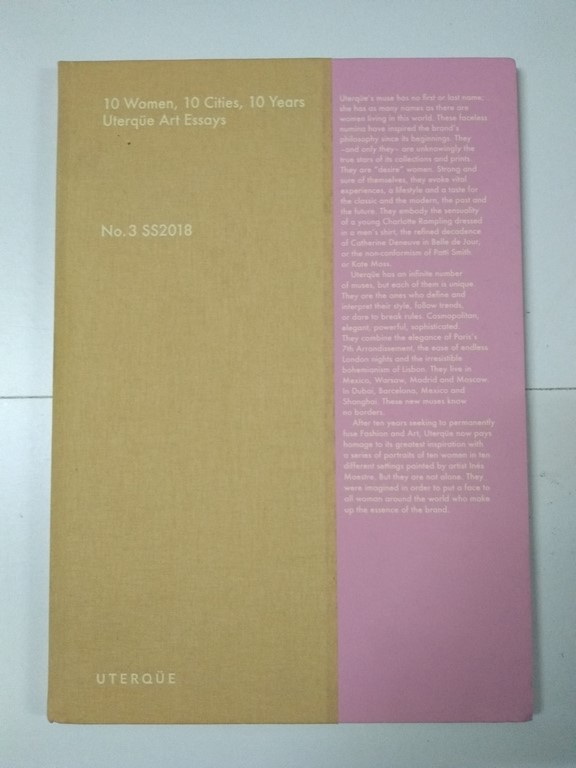 10 Women, 10 Cities, 10 Years
Uterqüe Art Essays
No. 3 SS2018
UTERQÜE
Uterqüe's muse has no first or last name;
she has as many names as there are
women living in this world. These faceless
nomina have inspired the brand's
philosophy since its beginnings. They
–and only they– are unknowingly the
true stars of its collections and prints.
They are "desire" women. Strong and
sure of themselves, they evoke vital
experiences, a lifestyle and a taste for
the classic and the modern, the past and
the future. They embody the sensuality
of a young Charlotte Rampling dressed
in a men's shirt, the refined decadence
of Catherine Deneuve in Belle de Jour,
or the non-conformism of Patti Smith
or Kate Moss.
Uterqüe has an infinite number
of muses, but each of them is unique.
They are the ones who define and
interpret their style, follow trends,
or dare to break rules. Cosmopolitan,
elegant, powerful, sophisticated.
They combine the elegance of Paris's
7th Arrondissement, the ease of endless
London nights and the irresistible
bohemianism of Lisbon. They live in
Mexico, Warsaw, Madrid and Moscow.
In Dubai, Barcelona, Mexico and
Shanghai. These new muses know
no borders.
After ten years seeking to permanently
fuse Fashion and Art, Uterqüe now pays
homage to its greatest inspiration with
a series of portraits of ten women in ten
different settings painted by artist Inés
Maestre. But they are not alone. They
were imagined in order to put a face to
all women around the world who make
up the essence of the brand.